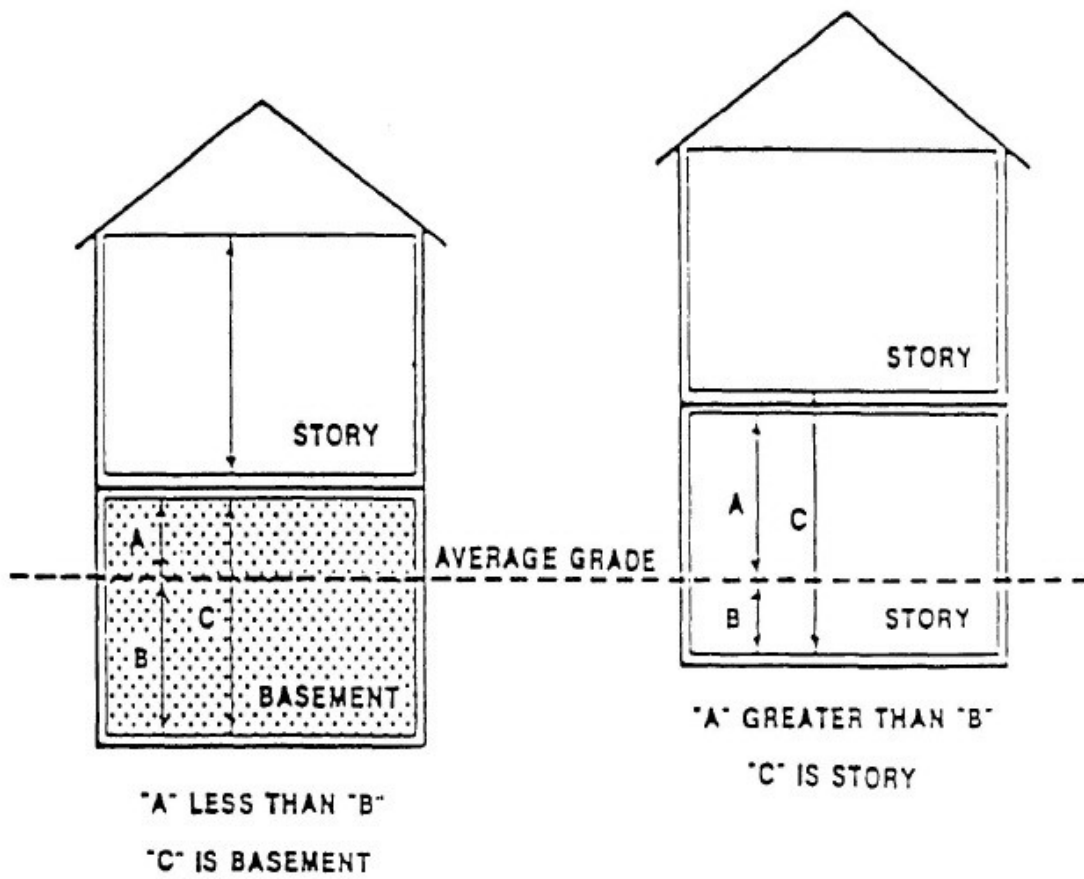 STORY
A
B
C
BASEMENT
"A" LESS THAN "B"
"C" IS BASEMENT
AVERAGE GRADE
STORY
A
C
B
STORY
"A" GREATER THAN "B"
"C" IS STORY